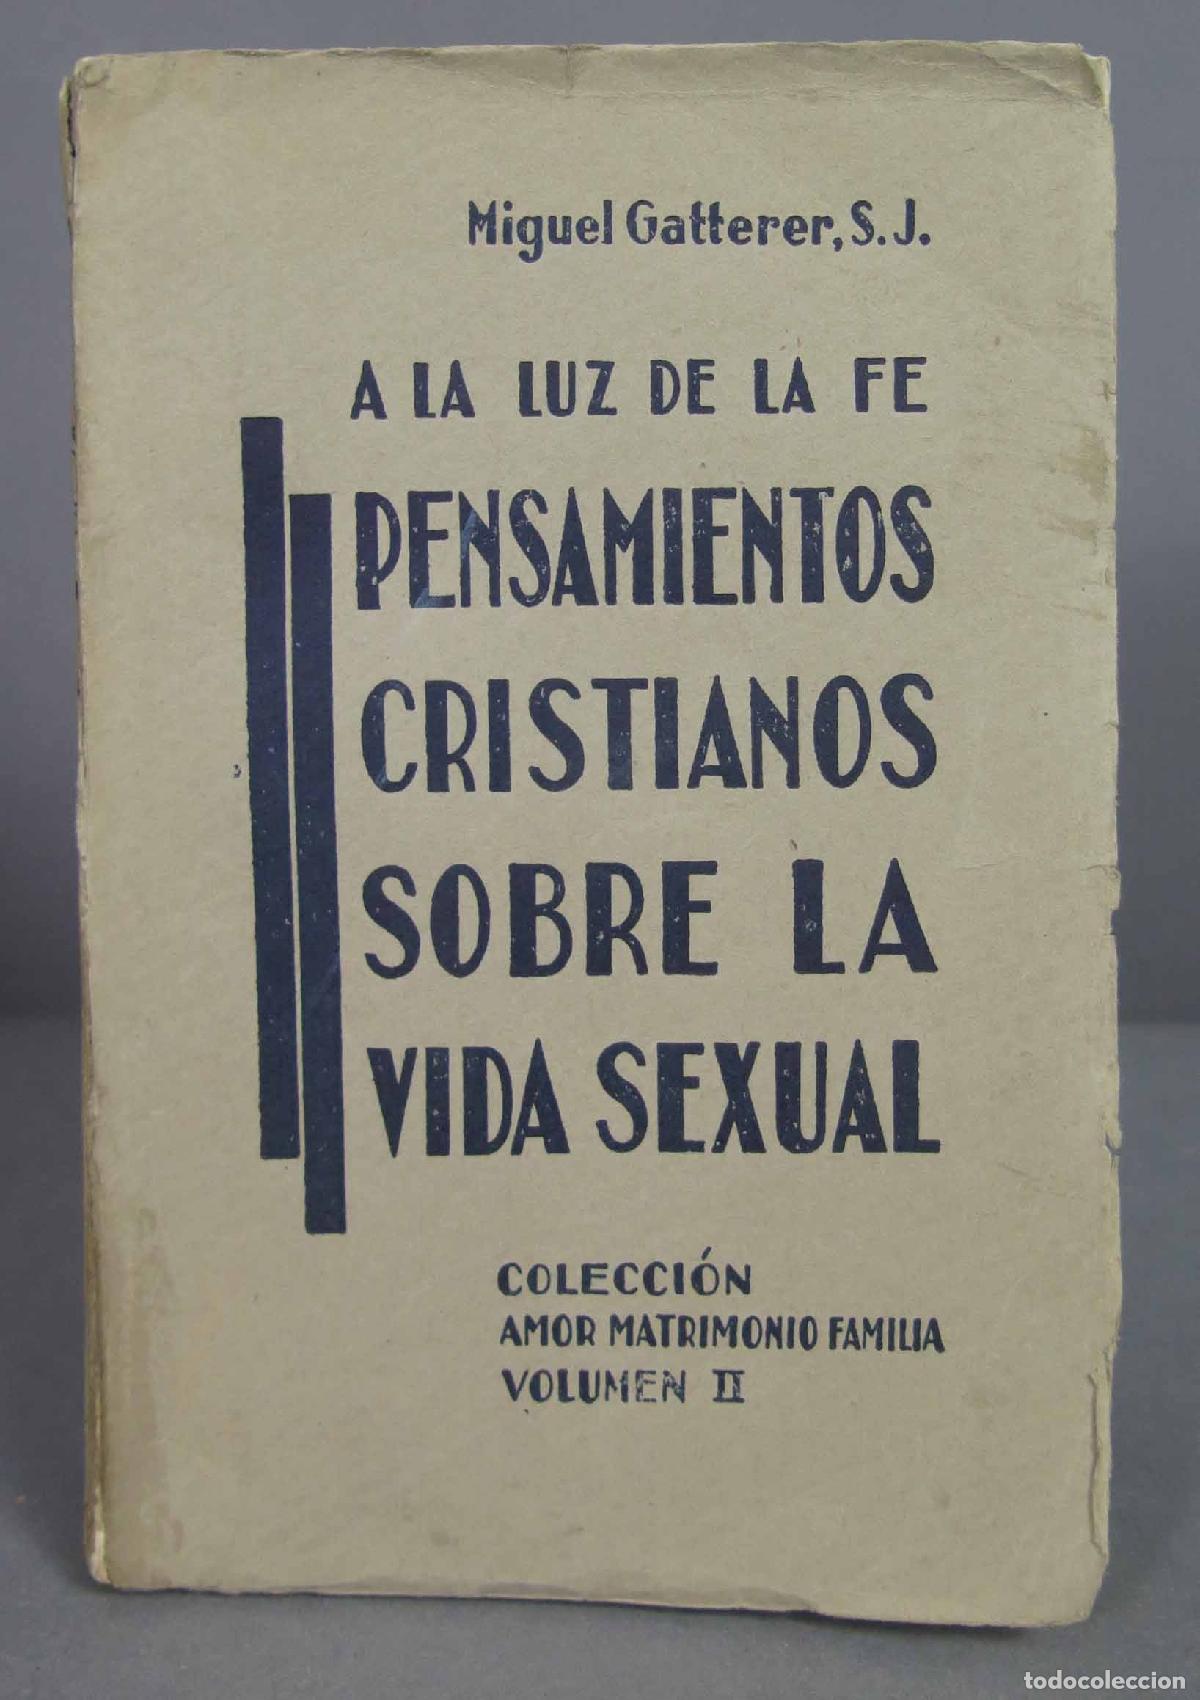 Miguel Gatterer, S.J.
A LA LUZ DE LA FE
PENSAMIENTOS
CRISTIANOS
SOBRE LA
VIDA SEXUAL
COLECCIÓN
AMOR MATRIMONIO FAMILIA
VOLUMEN II
todocoleccion